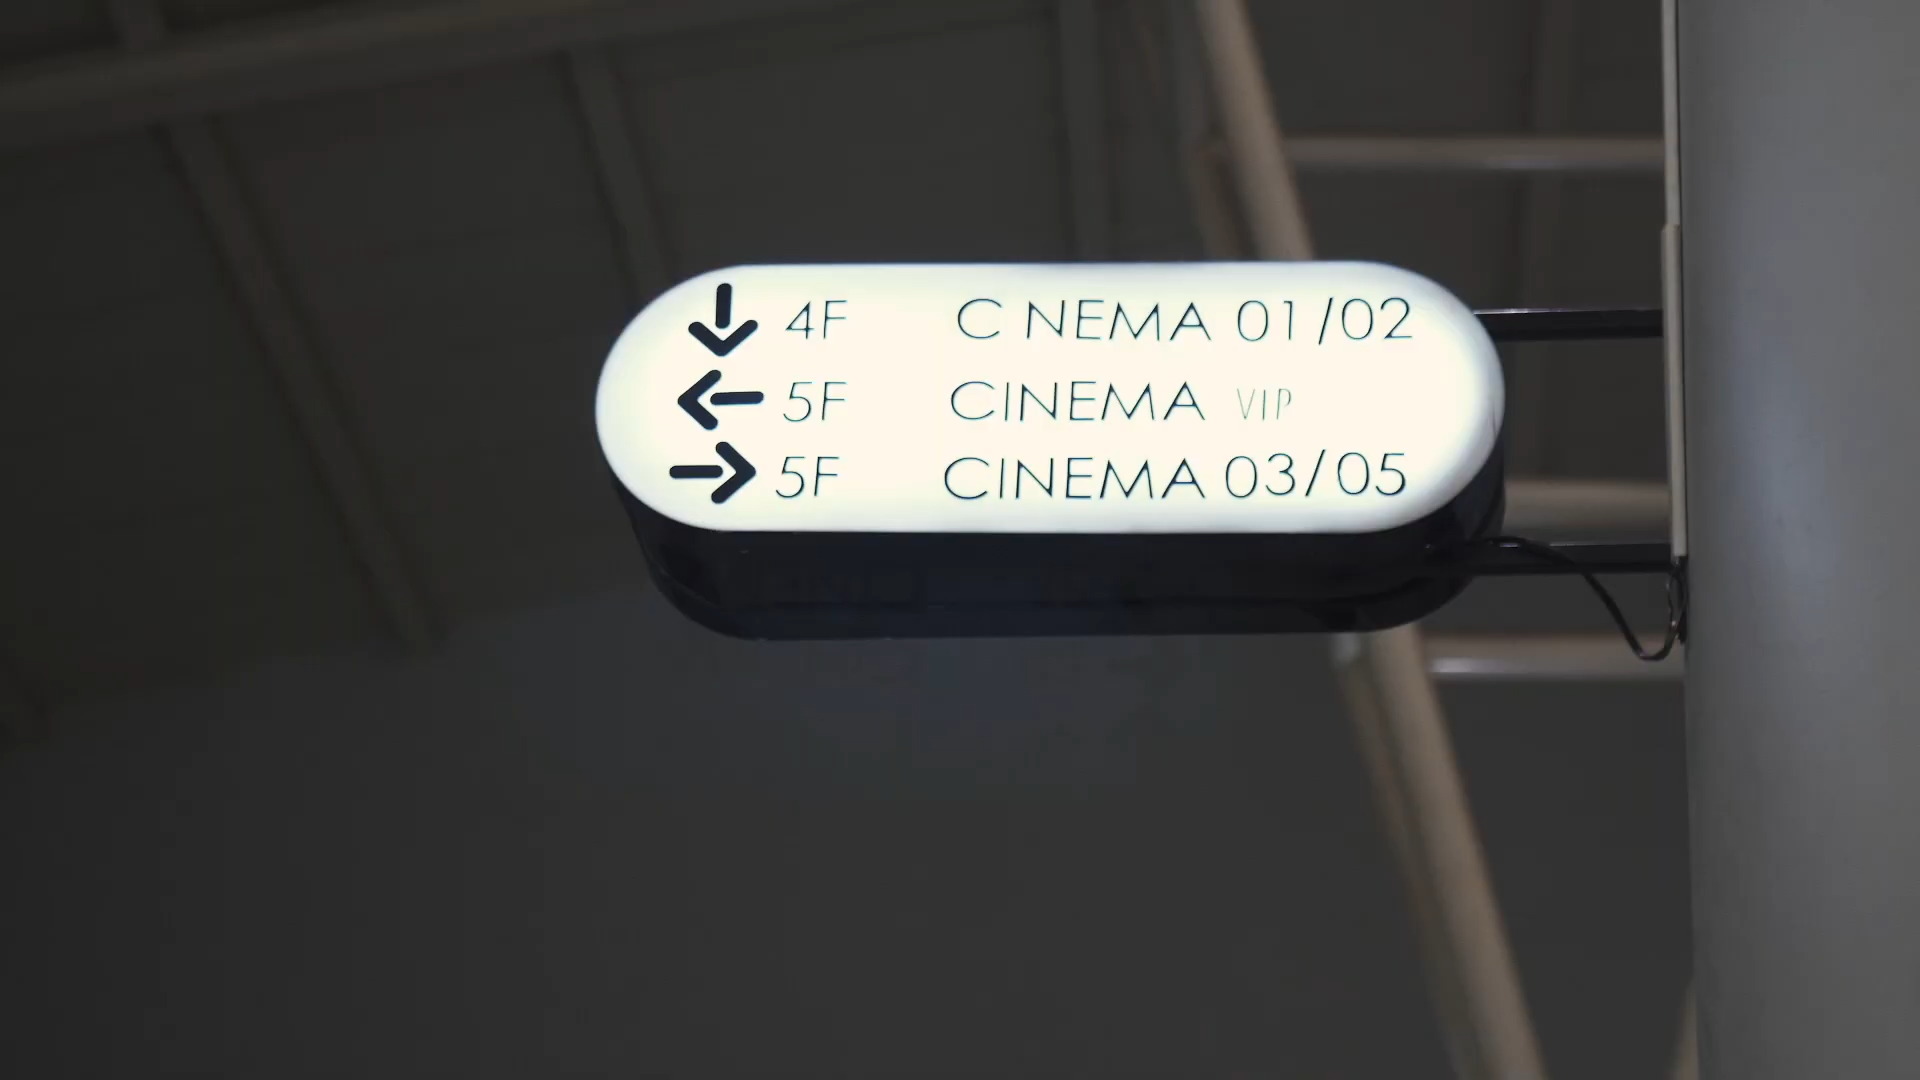 ↓ 4F C NEMA 01/02
← 5F CINEMA VIP
→ 5F CINEMA 03/05